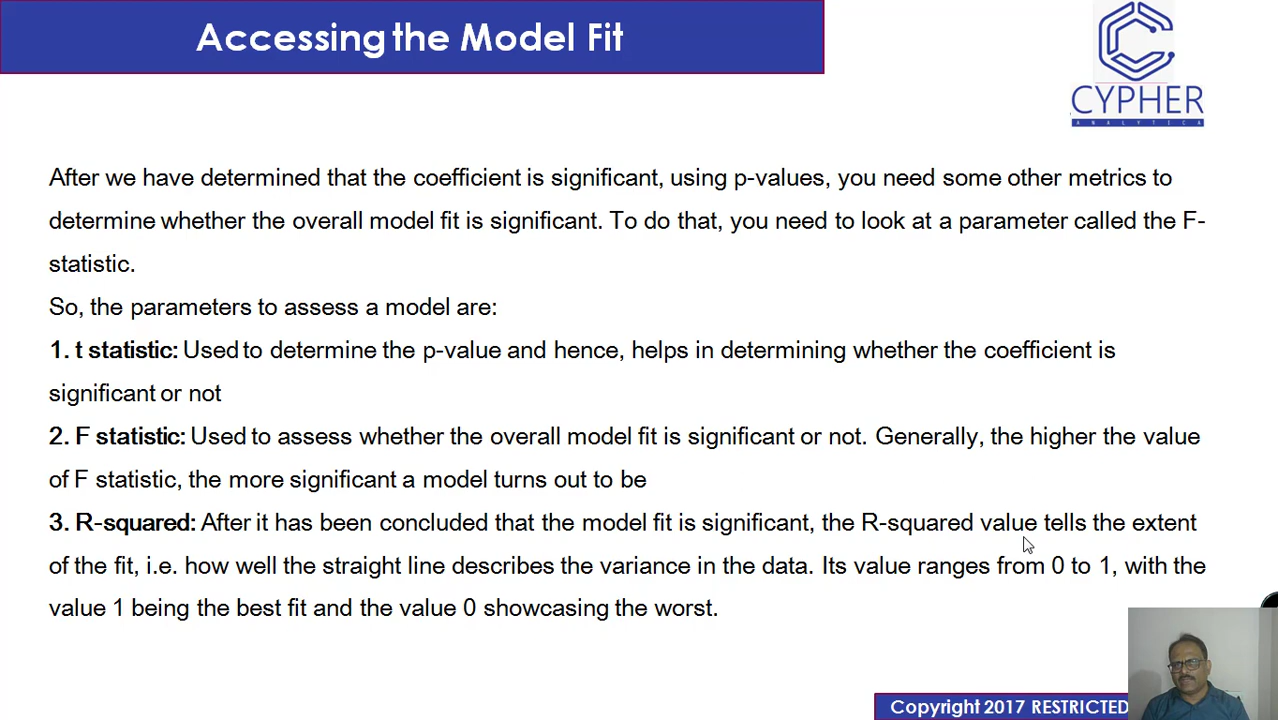 Accessing the Model Fit
CYPHER
ANALYTICA
After we have determined that the coefficient is significant, using p-values, you need some other metrics to
determine whether the overall model fit is significant. To do that, you need to look at a parameter called the F-
statistic.
So, the parameters to assess a model are:
1. t statistic: Used to determine the p-value and hence, helps in determining whether the coefficient is
significant or not
2. F statistic: Used to assess whether the overall model fit is significant or not. Generally, the higher the value
of F statistic, the more significant a model turns out to be
3. R-squared: After it has been concluded that the model fit is significant, the R-squared value tells the extent
of the fit, i.e. how well the straight line describes the variance in the data. Its value ranges from 0 to 1, with the
value 1 being the best fit and the value 0 showcasing the worst.
Copyright 2017 RESTRICTED